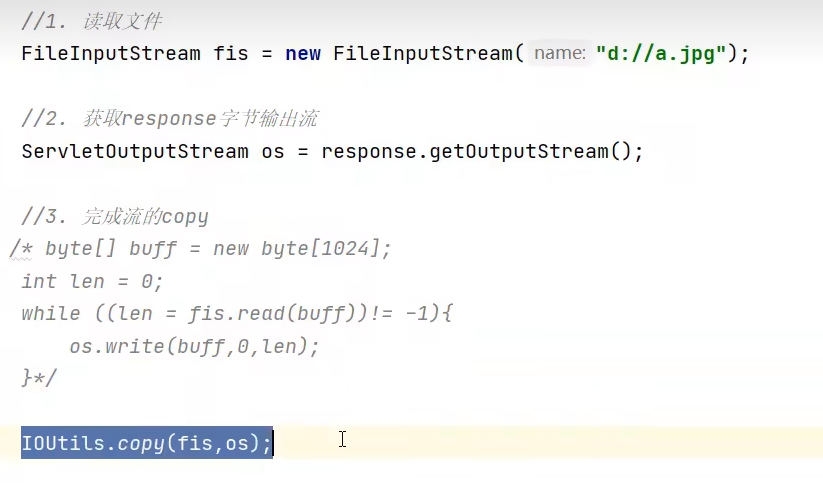 //1. 读取文件
FileInputStream fis = new FileInputStream( name: "d://a.jpg");
//2. 获取response字节输出流
ServletOutputStream os = response.getOutputStream();
//3. 完成流的copy
/* byte[] buff = new byte[1024];
int len = 0;
while ((len = fis.read(buff))!= -1){
os.write(buff,0,len);
}*/
IOUtils.copy(fis,os);